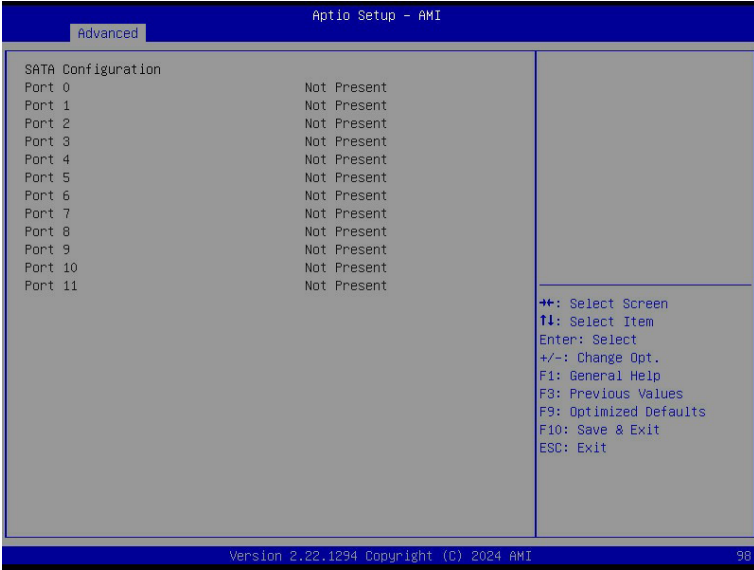 Aptio Setup – AMI
Advanced
SATA Configuration
Port 0 Not Present
Port 1 Not Present
Port 2 Not Present
Port 3 Not Present
Port 4 Not Present
Port 5 Not Present
Port 6 Not Present
Port 7 Not Present
Port 8 Not Present
Port 9 Not Present
Port 10 Not Present
Port 11 Not Present
→←: Select Screen
↑↓: Select Item
Enter: Select
+/-: Change Opt.
F1: General Help
F3: Previous Values
F9: Optimized Defaults
F10: Save & Exit
ESC: Exit
Version 2.22.1294 Copyright (C) 2024 AMI
98